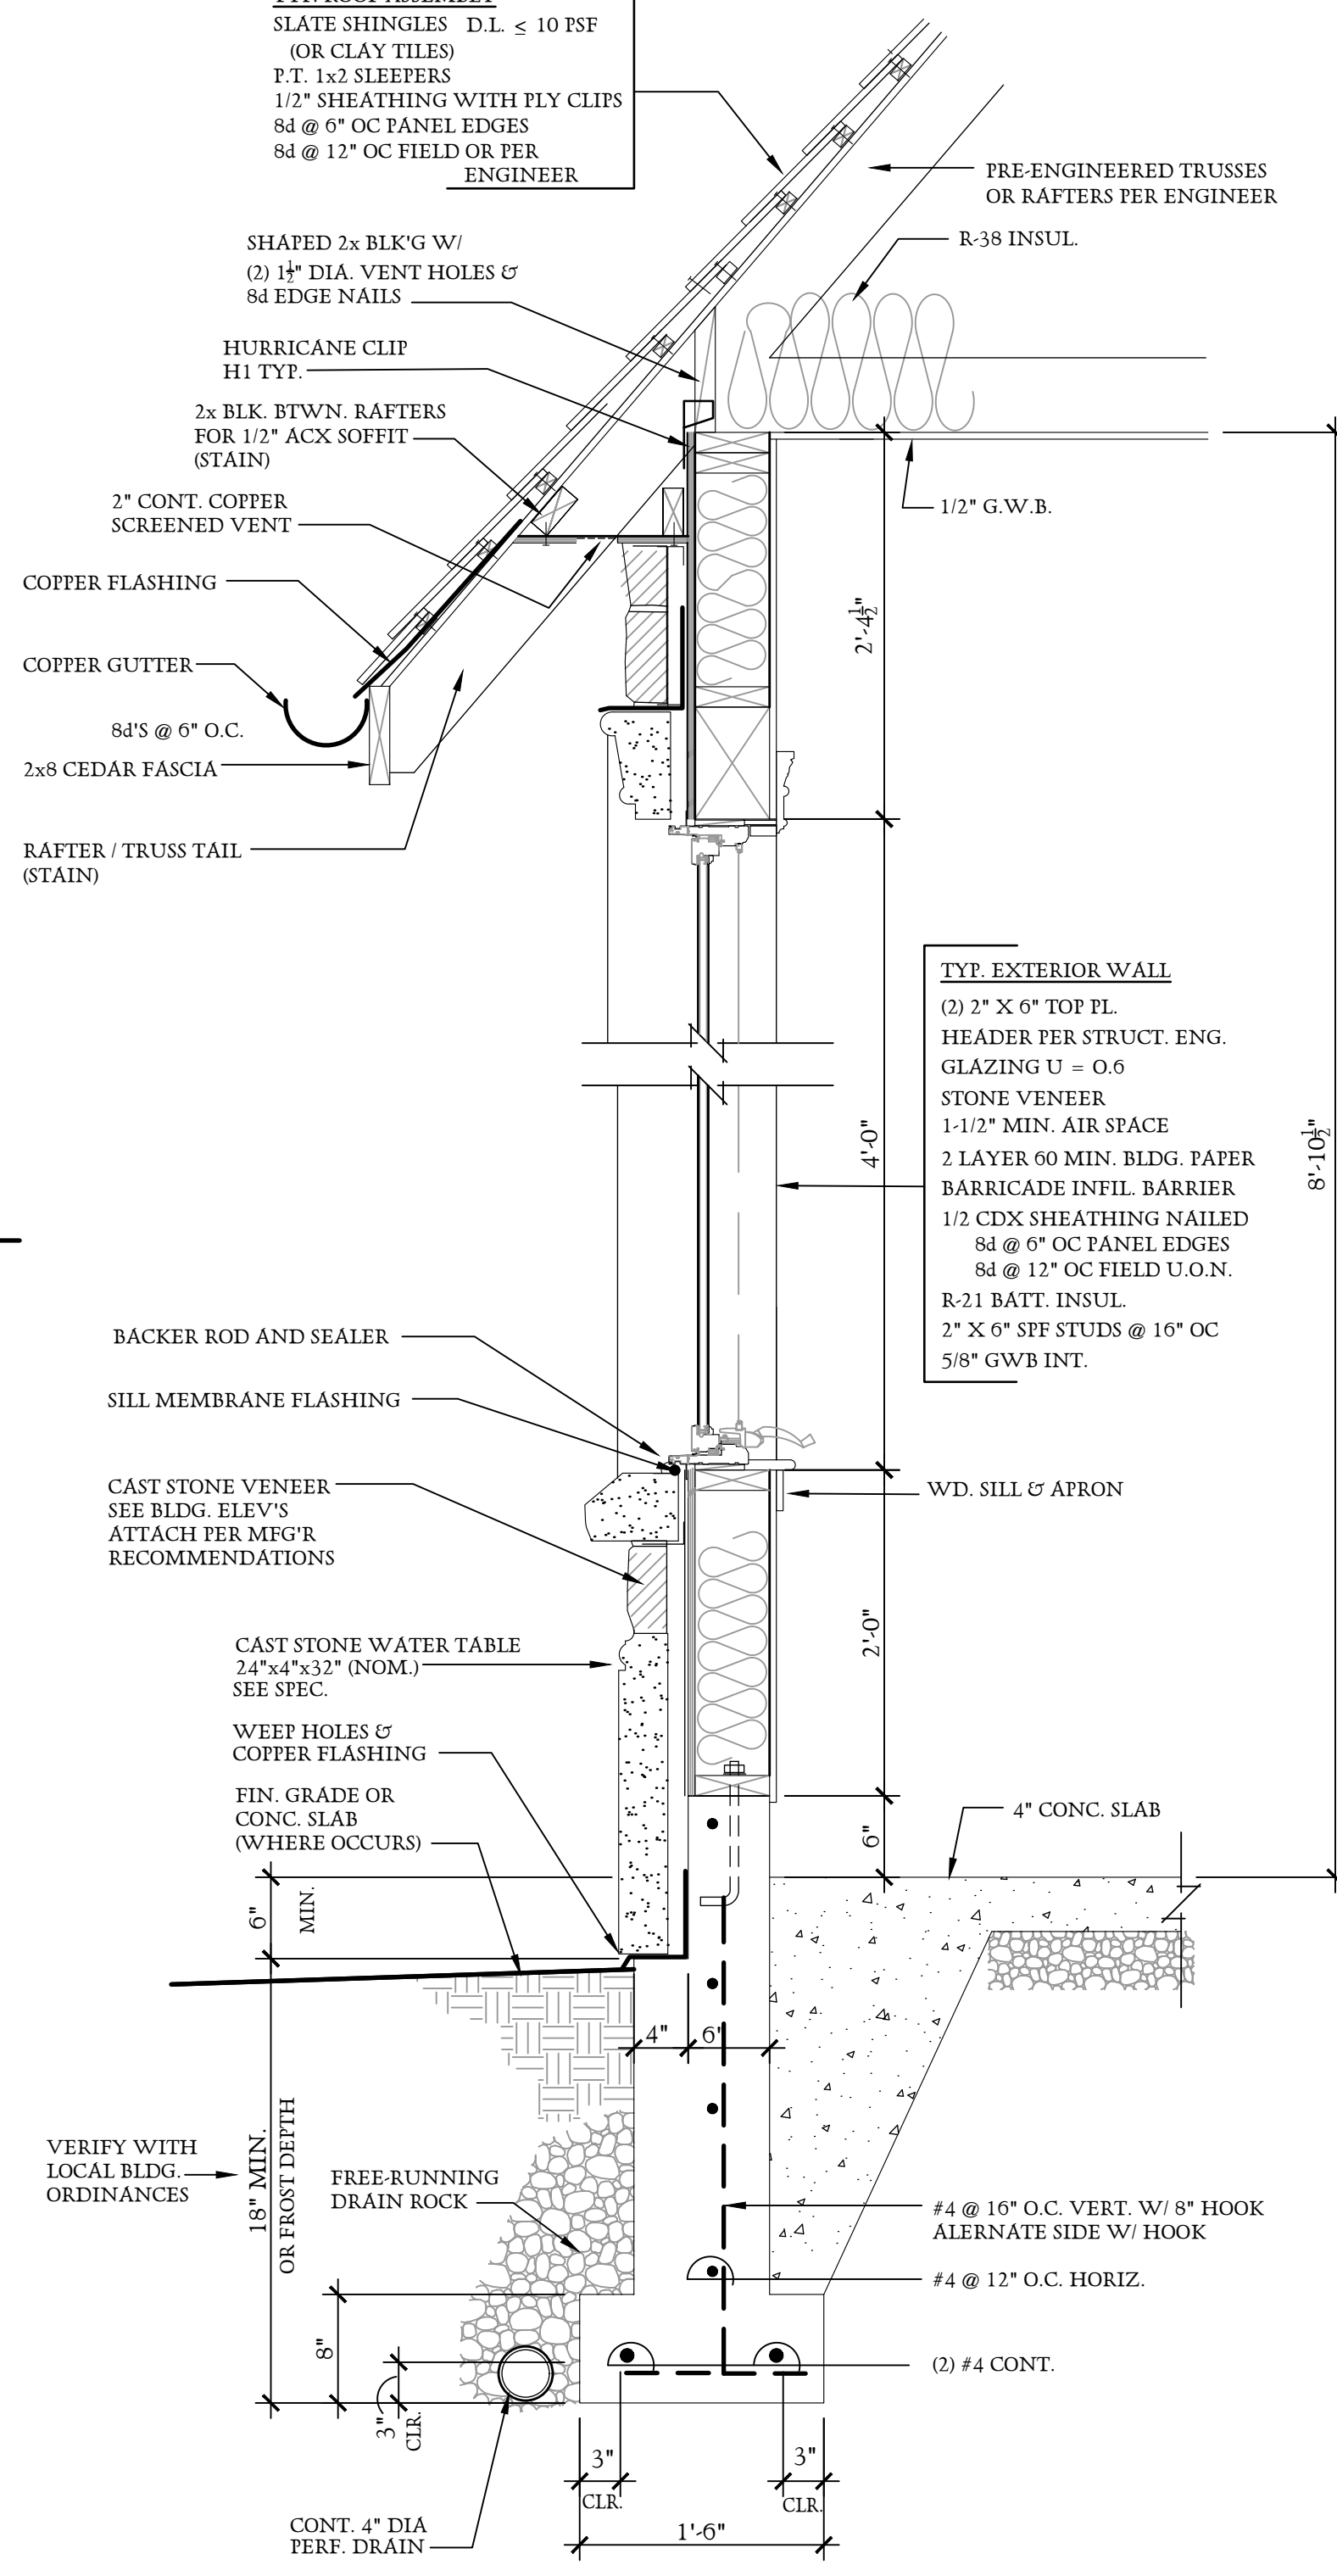 SLATE SHINGLES D.L. ≤ 10 PSF
(OR CLAY TILES)
P.T. 1x2 SLEEPERS
1/2" SHEATHING WITH PLY CLIPS
8d @ 6" OC PANEL EDGES
8d @ 12" OC FIELD OR PER
ENGINEER
PRE-ENGINEERED TRUSSES
OR RAFTERS PER ENGINEER
R-38 INSUL.
SHAPED 2x BLK'G W/
(2) 1½" DIA. VENT HOLES &
8d EDGE NAILS
HURRICANE CLIP
H1 TYP.
2x BLK. BTWN. RAFTERS
FOR 1/2" ACX SOFFIT
(STAIN)
2" CONT. COPPER
SCREENED VENT
1/2" G.W.B.
COPPER FLASHING
COPPER GUTTER
8d'S @ 6" O.C.
2x8 CEDAR FASCIA
RAFTER / TRUSS TAIL
(STAIN)
2'-4½"
4'-0"
8'-10½"
TYP. EXTERIOR WALL
(2) 2" X 6" TOP PL.
HEADER PER STRUCT. ENG.
GLAZING U = 0.6
STONE VENEER
1-1/2" MIN. AIR SPACE
2 LAYER 60 MIN. BLDG. PAPER
BARRICADE INFIL. BARRIER
1/2 CDX SHEATHING NAILED
8d @ 6" OC PANEL EDGES
8d @ 12" OC FIELD U.O.N.
R-21 BATT. INSUL.
2" X 6" SPF STUDS @ 16" OC
5/8" GWB INT.
BACKER ROD AND SEALER
SILL MEMBRANE FLASHING
CAST STONE VENEER
SEE BLDG. ELEV'S
ATTACH PER MFG'R
RECOMMENDATIONS
WD. SILL & APRON
2'-0"
CAST STONE WATER TABLE
24"x4"x32" (NOM.)
SEE SPEC.
WEEP HOLES &
COPPER FLASHING
FIN. GRADE OR
CONC. SLAB
(WHERE OCCURS)
6"
4" CONC. SLAB
6"
MIN.
4"
6'
VERIFY WITH
LOCAL BLDG.
ORDINANCES
18" MIN.
OR FROST DEPTH
FREE-RUNNING
DRAIN ROCK
#4 @ 16" O.C. VERT. W/ 8" HOOK
ALERNATE SIDE W/ HOOK
#4 @ 12" O.C. HORIZ.
(2) #4 CONT.
8"
3"
CLR.
3"
CLR.
3"
CLR.
1'-6"
CONT. 4" DIA
PERF. DRAIN